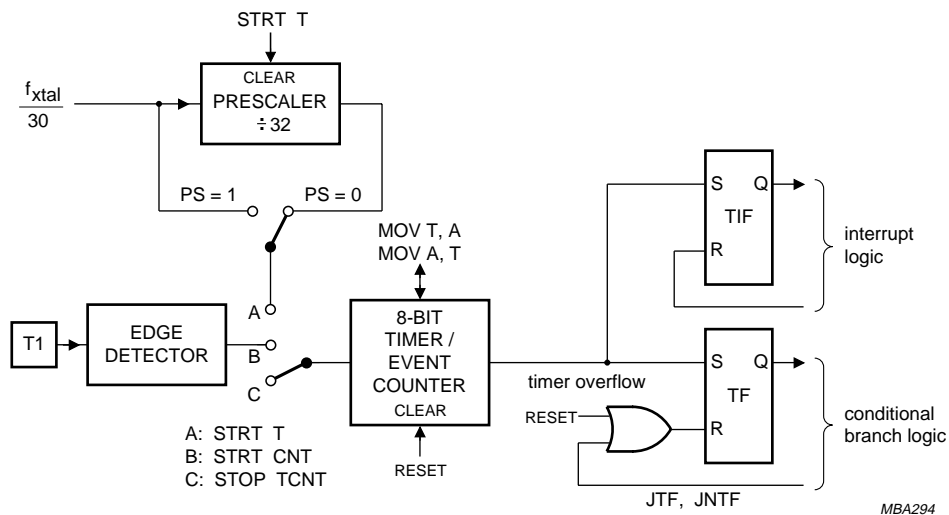 STRT T
f xtal
30
CLEAR
PRESCALER
÷ 32
PS = 1
PS = 0
MOV T, A
MOV A, T
T1
EDGE
DETECTOR
A
B
C
8-BIT
TIMER /
EVENT
COUNTER
CLEAR
RESET
A: STRT T
B: STRT CNT
C: STOP TCNT
timer overflow
S
Q
TIF
R
interrupt
logic
S
Q
TF
R
RESET
conditional
branch logic
JTF, JNTF
MBA294